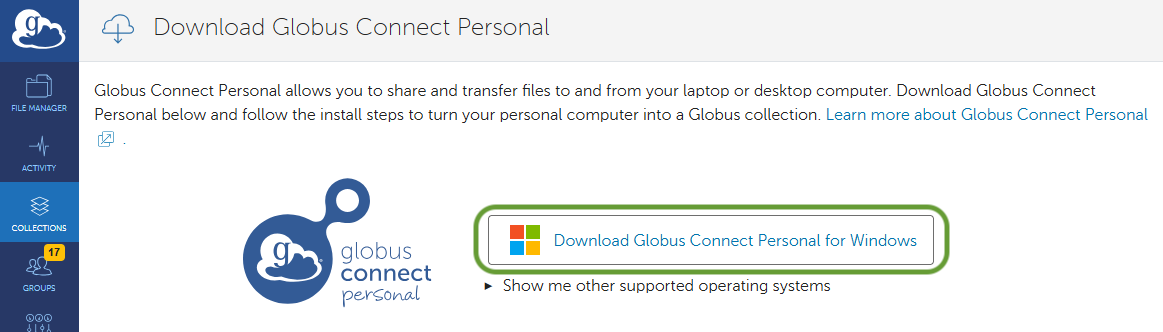 g
Download Globus Connect Personal
Globus Connect Personal allows you to share and transfer files to and from your laptop or desktop computer. Download Globus Connect
Personal below and follow the install steps to turn your personal computer into a Globus collection. Learn more about Globus Connect Personal
.
FILE MANAGER
ACTIVITY
COLLECTIONS
17
GROUPS
g
globus
connect
personal
Download Globus Connect Personal for Windows
► Show me other supported operating systems